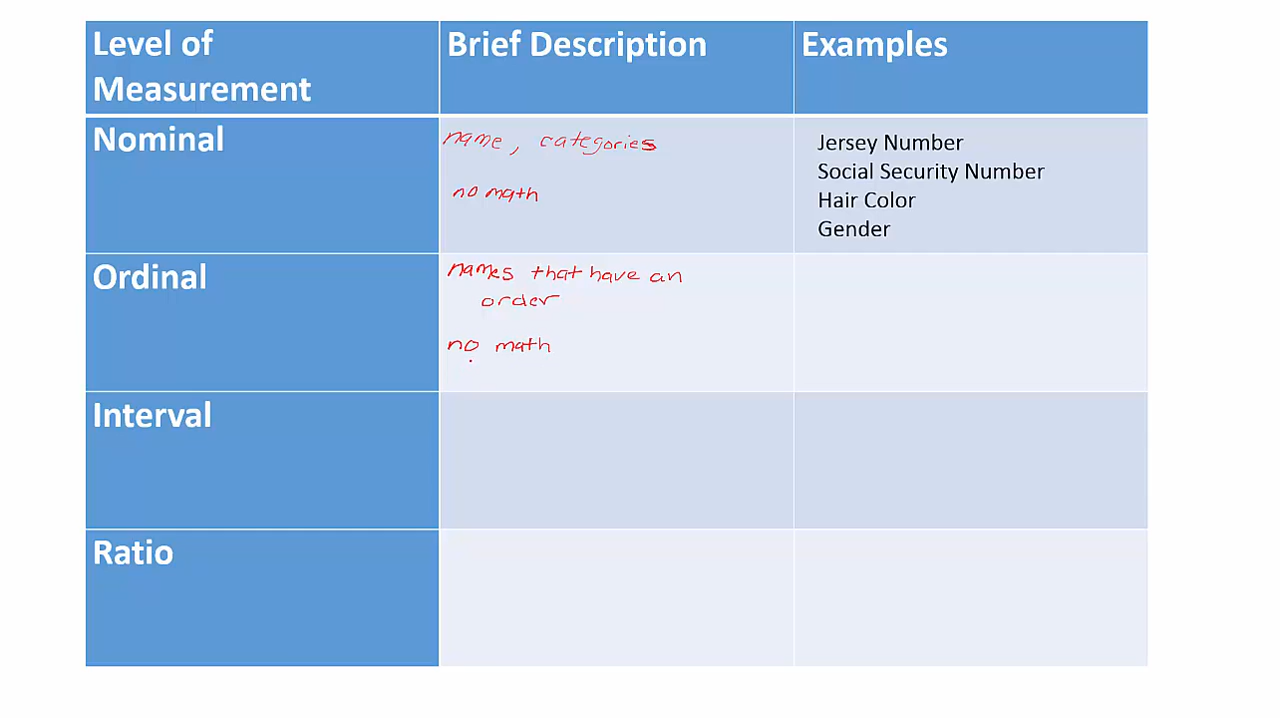 Level of Measurement
Brief Description
Examples
Nominal
name, categories
no math
Jersey Number
Social Security Number
Hair Color
Gender
Ordinal
names that have an
order
no math
Interval
Ratio